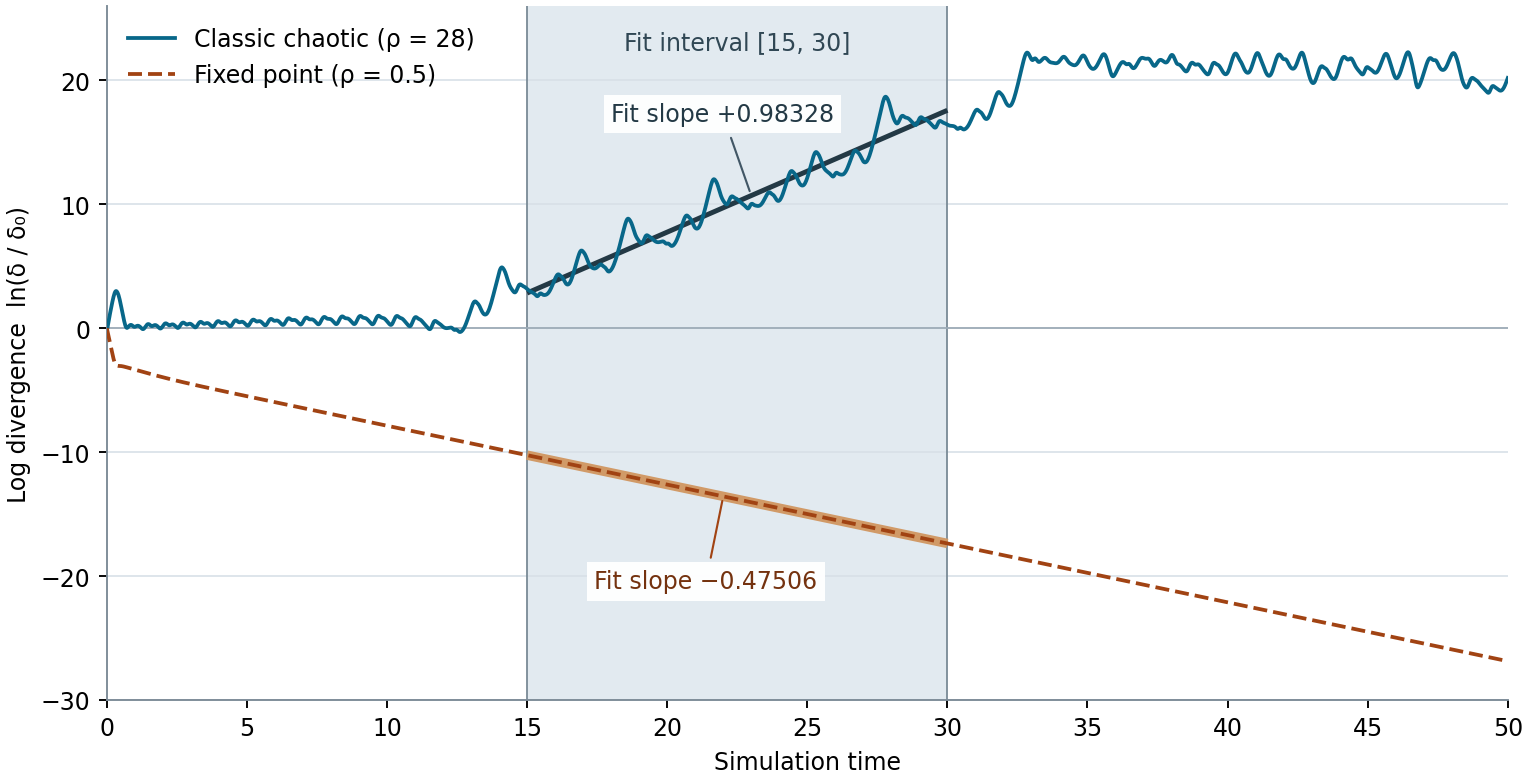 Classic chaotic (ρ = 28)
Fixed point (ρ = 0.5)
Fit interval [15, 30]
Fit slope +0.98328
Fit slope −0.47506
Log divergence  ln(δ / δ₀)
20
10
0
−10
−20
−30
0 5 10 15 20 25 30 35 40 45 50
Simulation time